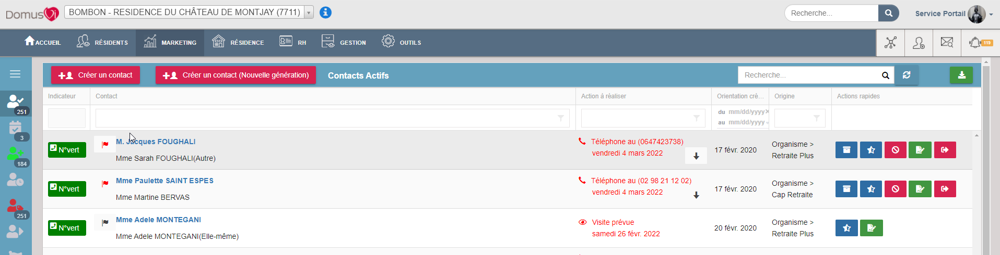 DomusVi
BOMBON - RESIDENCE DU CHÂTEAU DE MONTJAY (7711)
Recherche...
Service Portail
ACCUEIL
RÉSIDENTS
MARKETING
RÉSIDENCE
RH
GESTION
OUTILS
119
Créer un contact
Créer un contact (Nouvelle génération)
Contacts Actifs
Recherche...
251
3
184
251
Indicateur
Contact
Action à réaliser
Orientation cré...
Origine
Actions rapides
du mm/dd/yyyy
au mm/dd/yyyy
N°vert
M. Jacques FOUGHALI
Mme Sarah FOUGHALI(Autre)
Téléphone au (0647423738)
vendredi 4 mars 2022
17 févr. 2020
Organisme >
Retraite Plus
N°vert
Mme Paulette SAINT ESPES
Mme Martine BERVAS
Téléphone au (02 98 21 12 02)
vendredi 4 mars 2022
17 févr. 2020
Organisme >
Cap Retraite
N°vert
Mme Adele MONTEGANI
Mme Adele MONTEGANI(Elle-même)
Visite prévue
samedi 26 févr. 2022
20 févr. 2020
Organisme >
Retraite Plus